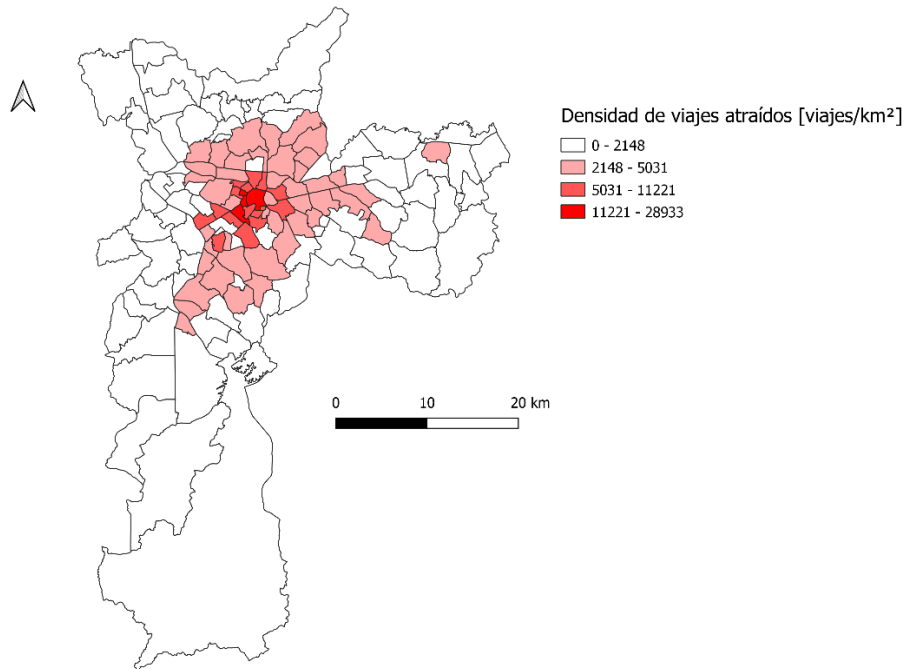 Densidad de viajes atraídos [viajes/km²]
0 - 2148
2148 - 5031
5031 - 11221
11221 - 28933
0 10 20 km